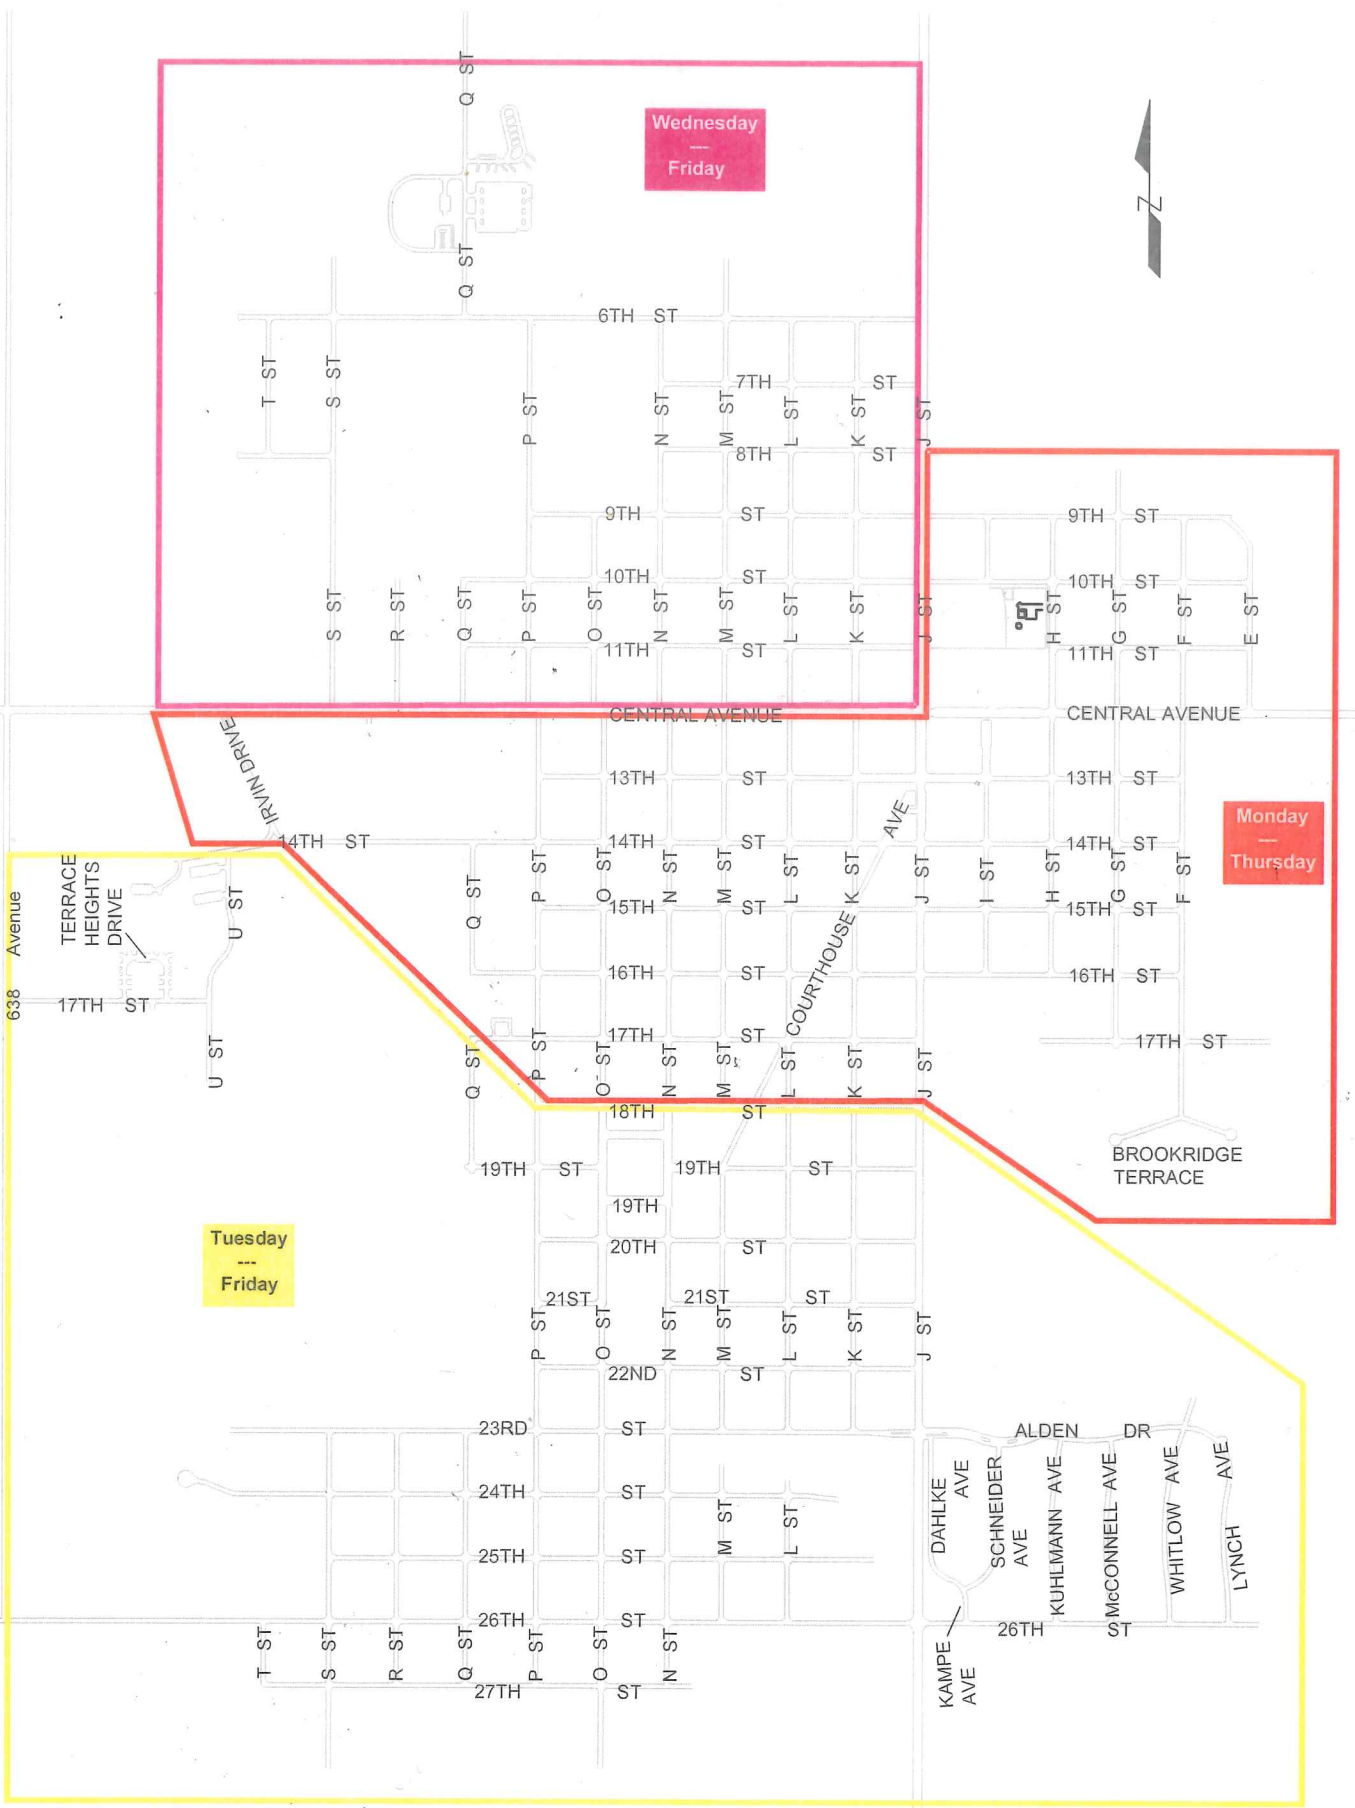 Q ST
Wednesday
---
Friday
Z
Q ST
6TH ST
T ST
S ST
7TH ST
P ST
N ST
M ST
L ST
K ST
J ST
8TH ST
9TH ST
9TH ST
10TH ST
10TH ST
S ST
R ST
Q ST
P ST
O ST
N ST
M ST
L ST
K ST
J ST
H ST
G ST
F ST
E ST
11TH ST
11TH ST
CENTRAL AVENUE
CENTRAL AVENUE
IRVIN DRIVE
13TH ST
13TH ST
Monday
---
Thursday
14TH ST
14TH ST
14TH ST
COURTHOUSE AVE
TERRACE
HEIGHTS
DRIVE
U ST
Q ST
P ST
O ST
N ST
M ST
L ST
K ST
J ST
I ST
H ST
G ST
F ST
15TH ST
15TH ST
638 Avenue
16TH ST
16TH ST
17TH ST
17TH ST
17TH ST
U ST
Q ST
P ST
O ST
N ST
M ST
L ST
K ST
J ST
18TH ST
BROOKRIDGE
TERRACE
19TH ST
19TH ST
19TH
Tuesday
---
Friday
20TH ST
21ST
21ST ST
P ST
O ST
N ST
M ST
L ST
K ST
J ST
22ND ST
23RD ST
ALDEN DR
24TH ST
M ST
L ST
DAHLKE
AVE
SCHNEIDER
AVE
KUHLMANN AVE
McCONNELL AVE
WHITLOW AVE
LYNCH AVE
25TH ST
26TH ST
26TH ST
T ST
S ST
R ST
Q ST
P ST
O ST
N ST
KAMPE
AVE
27TH ST